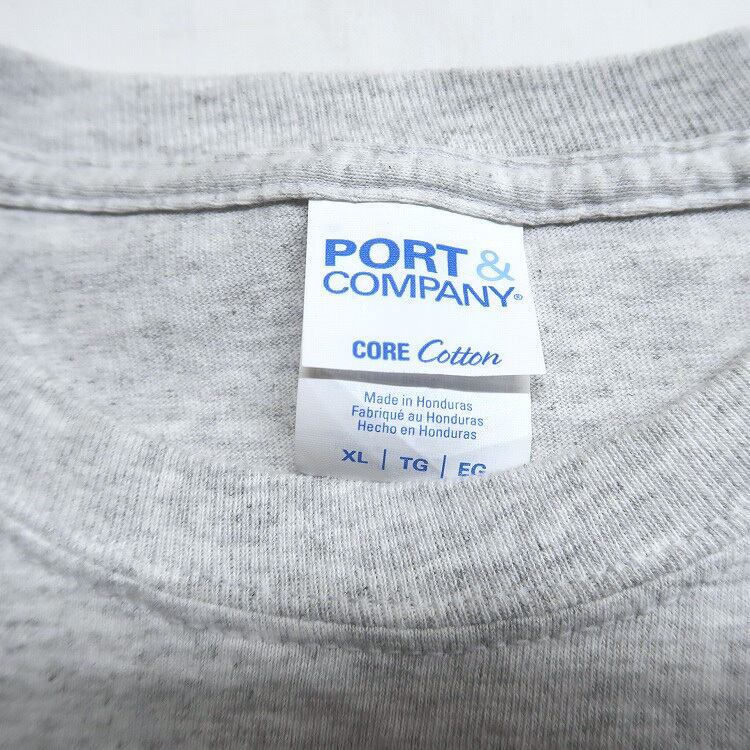 PORT &
COMPANY®
CORE Cotton
Made in Honduras
Fabriqué au Honduras
Hecho en Honduras
XL | TG | EG